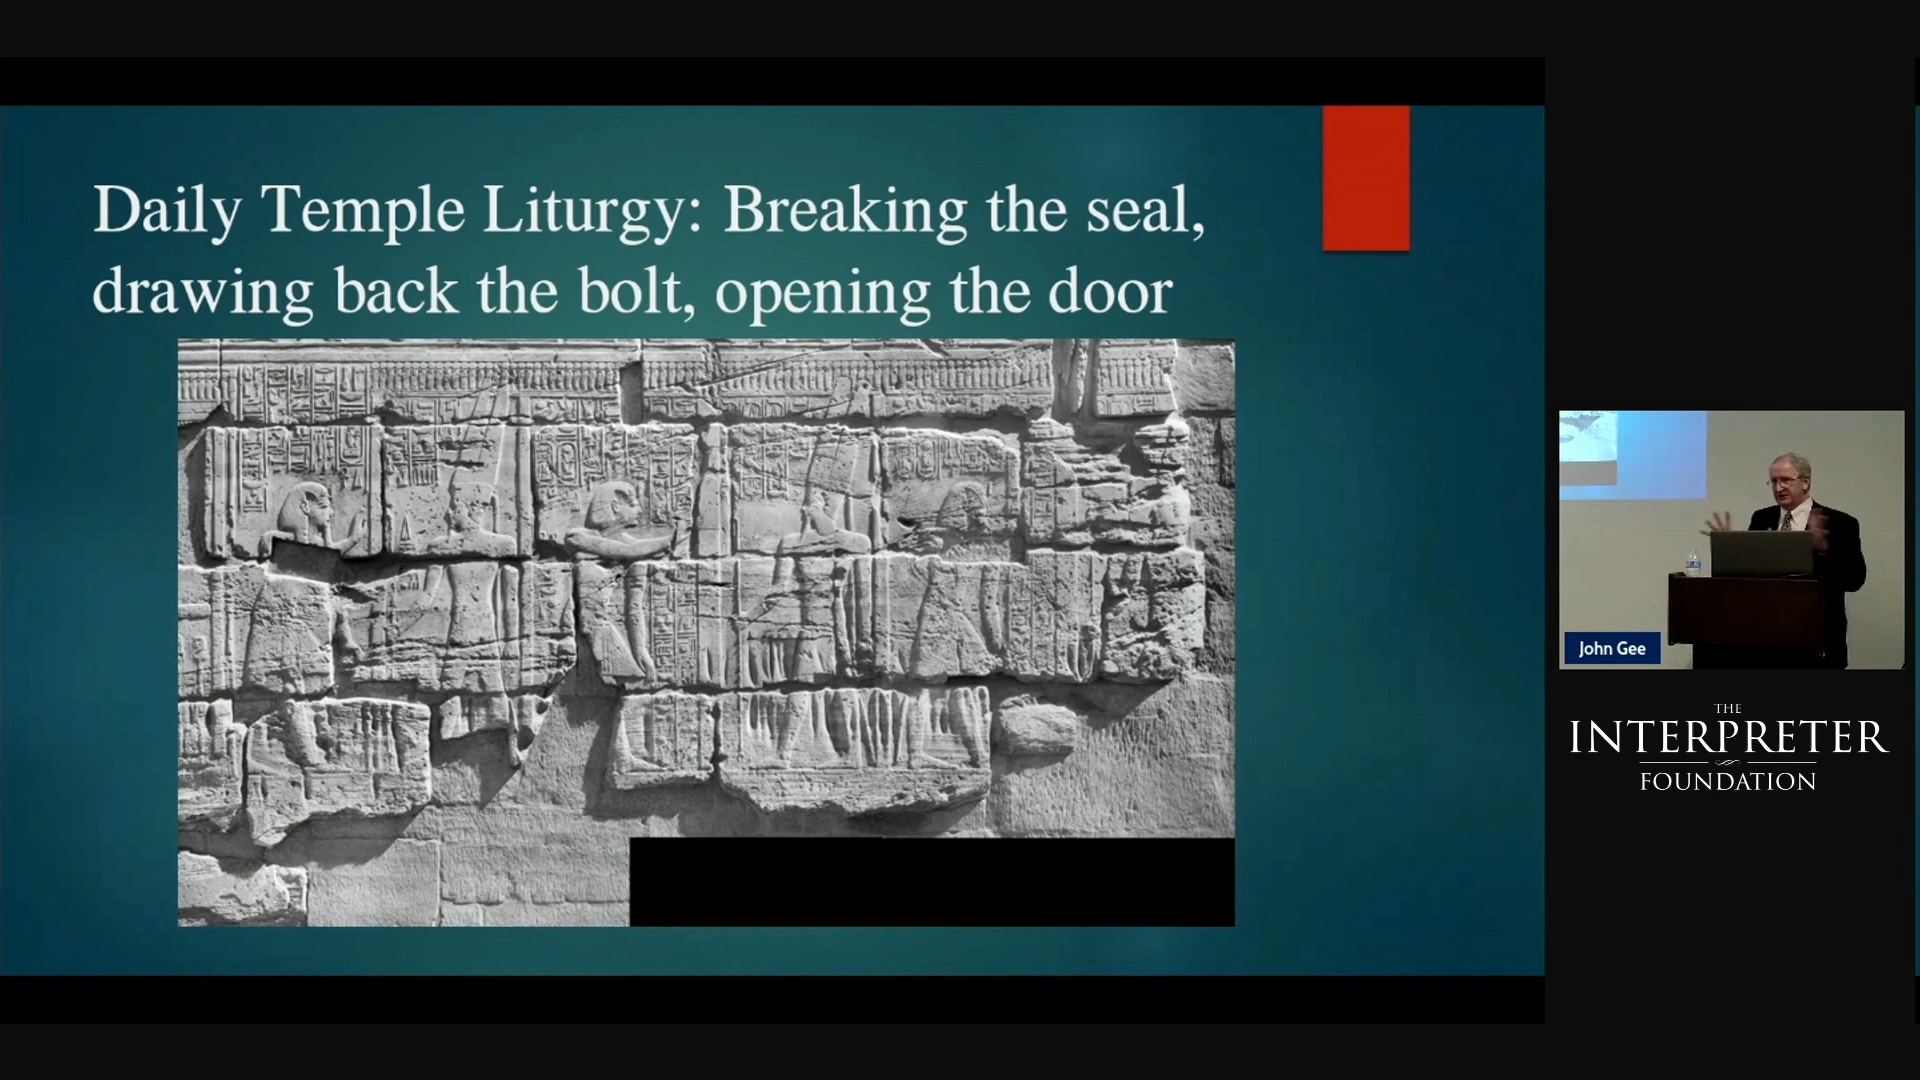 Daily Temple Liturgy: Breaking the seal,
drawing back the bolt, opening the door
John Gee
THE
INTERPRETER
FOUNDATION